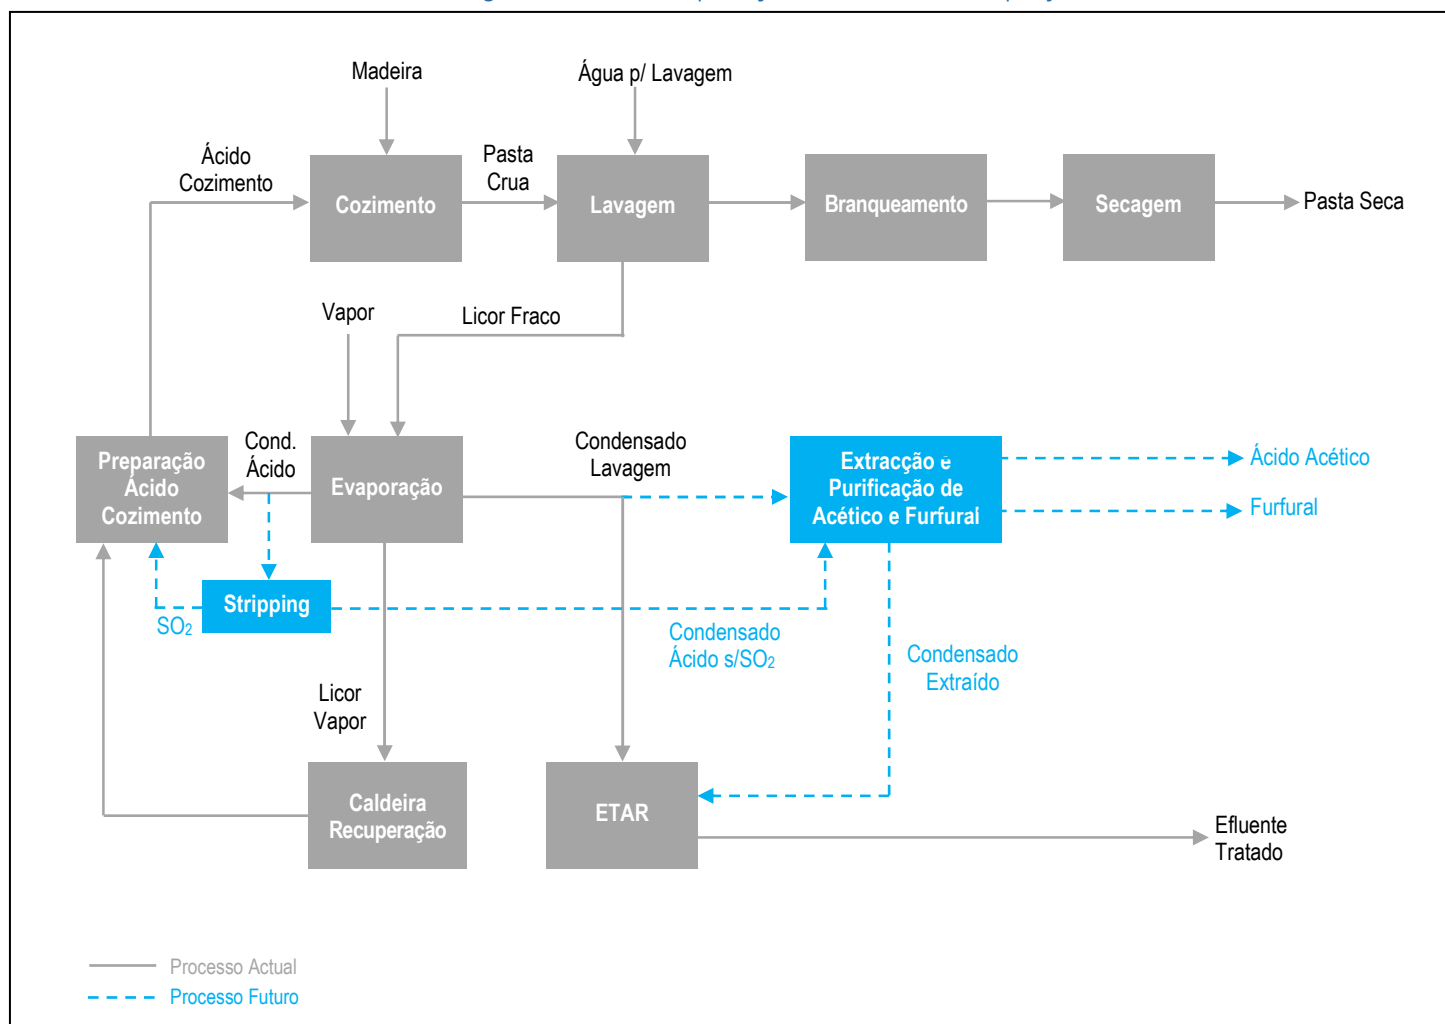 Madeira
Água p/ Lavagem
Ácido
Cozimento
Pasta
Crua
Cozimento
Lavagem
Branqueamento
Secagem
Pasta Seca
Vapor
Licor Fraco
Preparação
Ácido
Cozimento
Cond.
Ácido
Evaporação
Condensado
Lavagem
Extracção e
Purificação de
Acético e Furfural
Ácido Acético
Furfural
Stripping
SO2
Condensado
Ácido s/SO2
Condensado
Extraído
Licor
Vapor
Caldeira
Recuperação
ETAR
Efluente
Tratado
Processo Actual
Processo Futuro